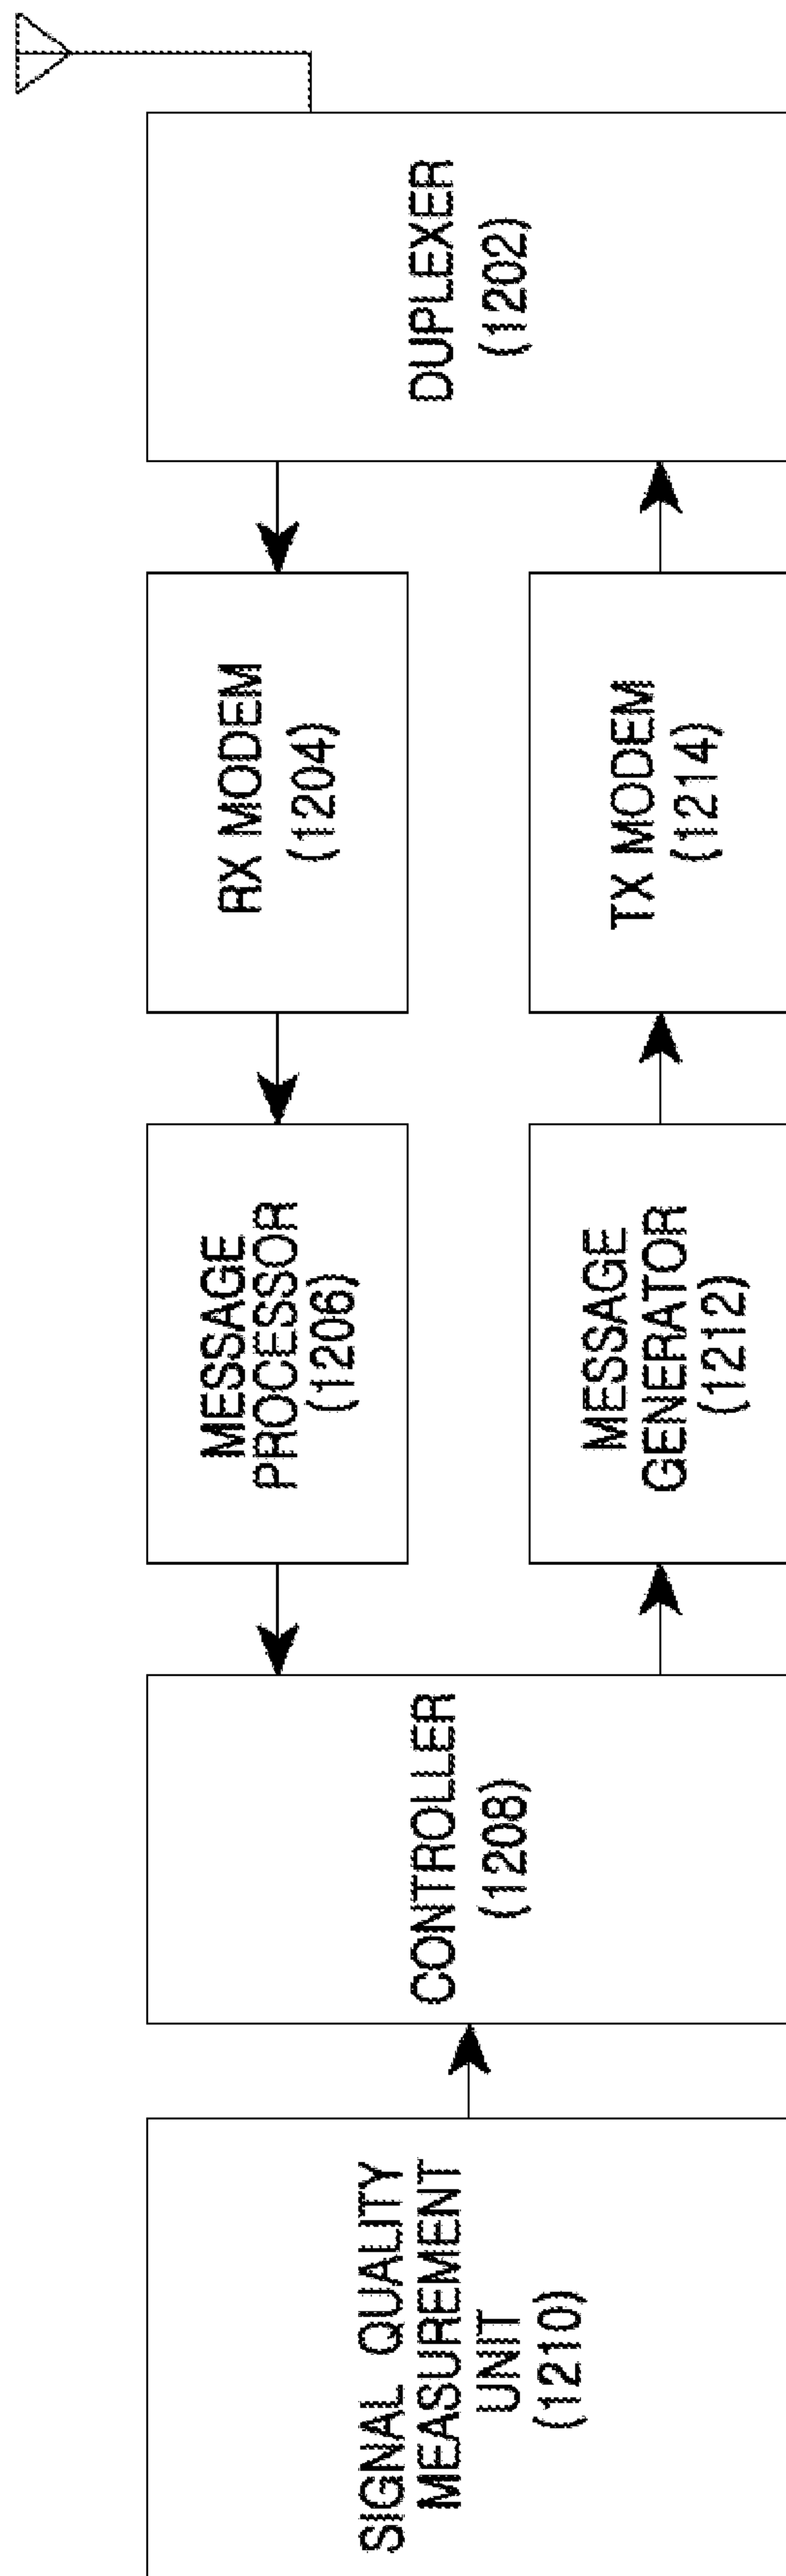 SIGNAL QUALITY
MEASUREMENT
UNIT
(1210)
CONTROLLER
(1208)
MESSAGE
PROCESSOR
(1206)
RX MODEM
(1204)
MESSAGE
GENERATOR
(1212)
TX MODEM
(1214)
DUPLEXER
(1202)